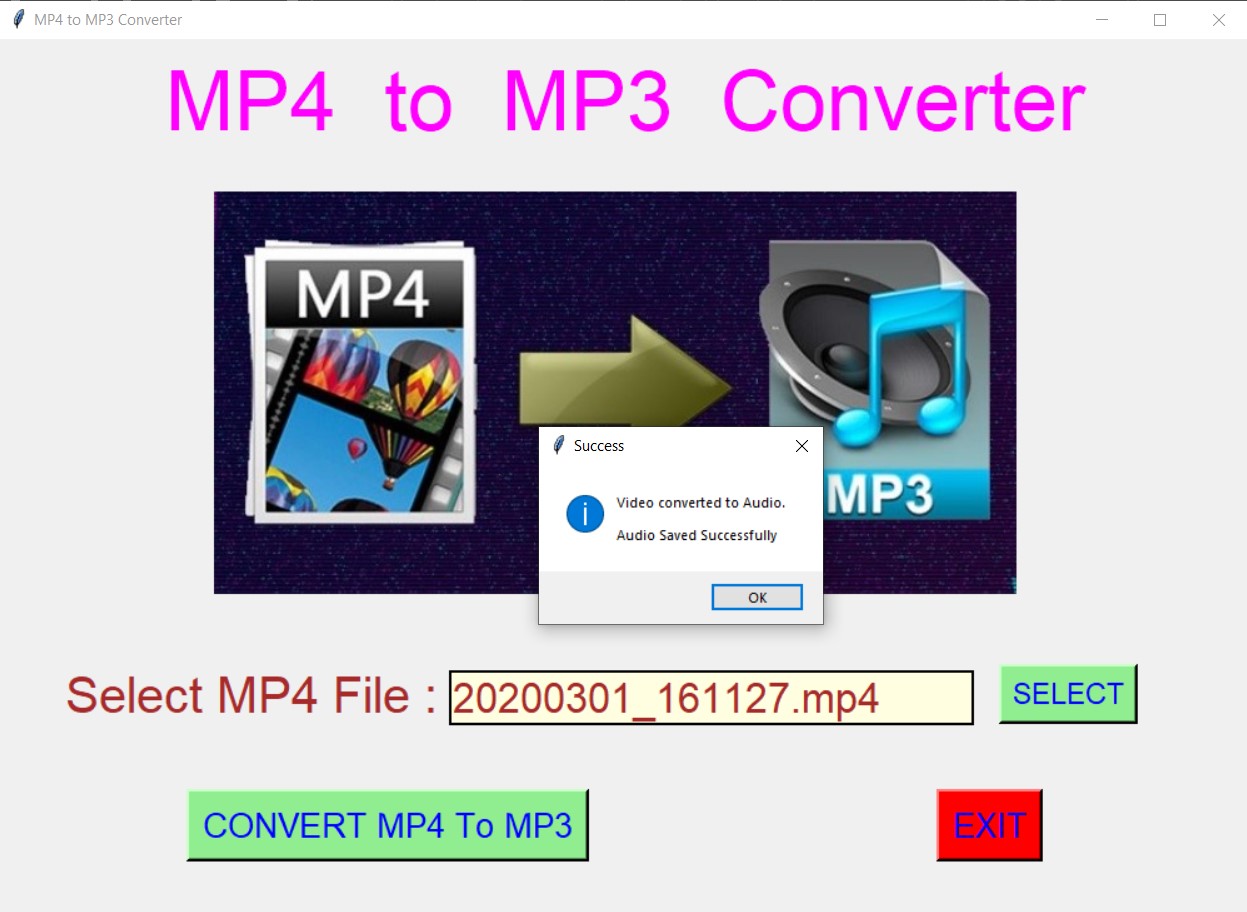 MP4 to MP3 Converter
MP4 to MP3 Converter
MP4
MP3
Success
Video converted to Audio.
Audio Saved Successfully
OK
Select MP4 File : 20200301_161127.mp4
SELECT
CONVERT MP4 To MP3
EXIT